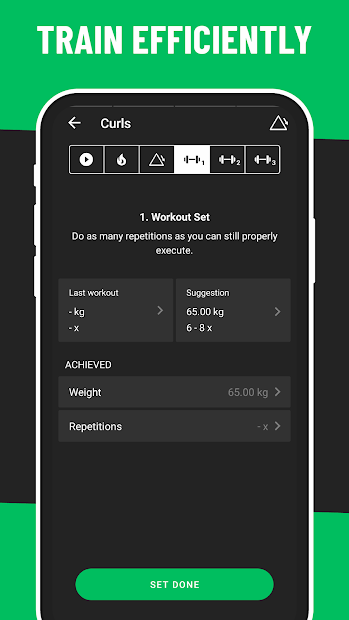 TRAIN EFFICIENTLY
Curls
1 2 3
1. Workout Set
Do as many repetitions as you can still properly
execute.
Last workout
- kg
- x
Suggestion
65.00 kg
6 - 8 x
ACHIEVED
Weight 65.00 kg
Repetitions - x
SET DONE